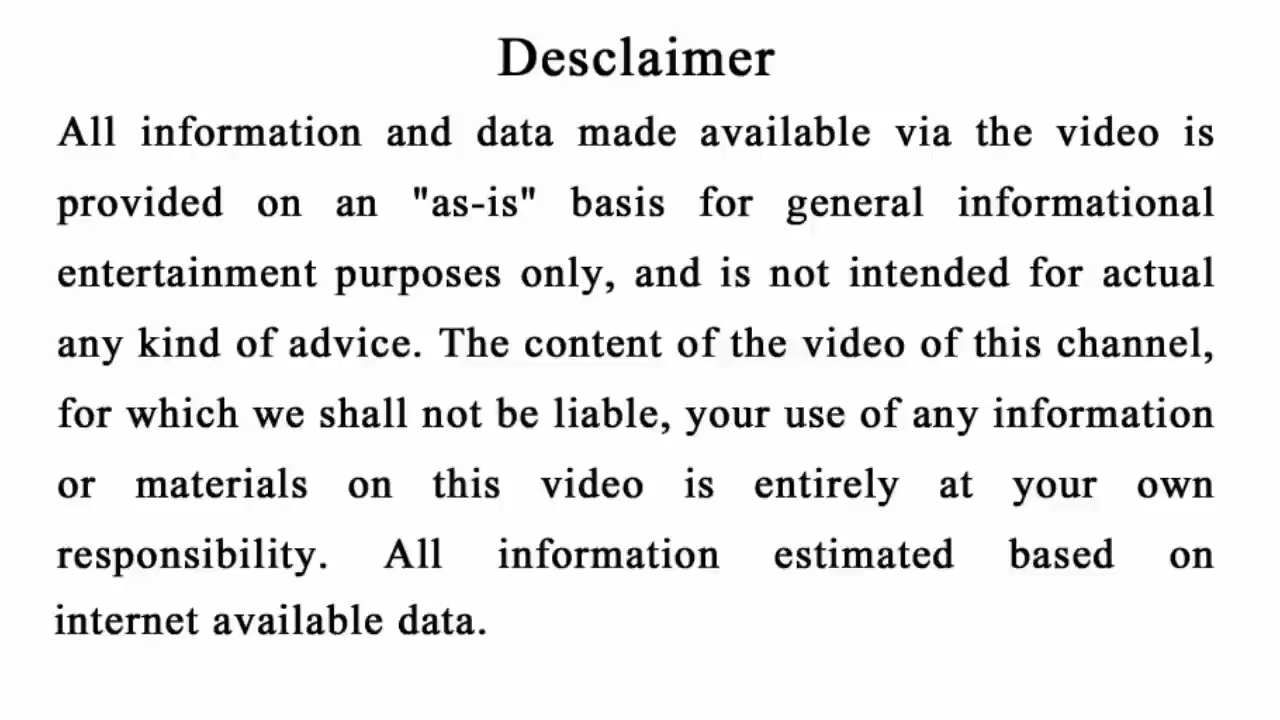 Desclaimer
All information and data made available via the video is
provided on an "as-is" basis for general informational
entertainment purposes only, and is not intended for actual
any kind of advice. The content of the video of this channel,
for which we shall not be liable, your use of any information
or materials on this video is entirely at your own
responsibility. All information estimated based on
internet available data.